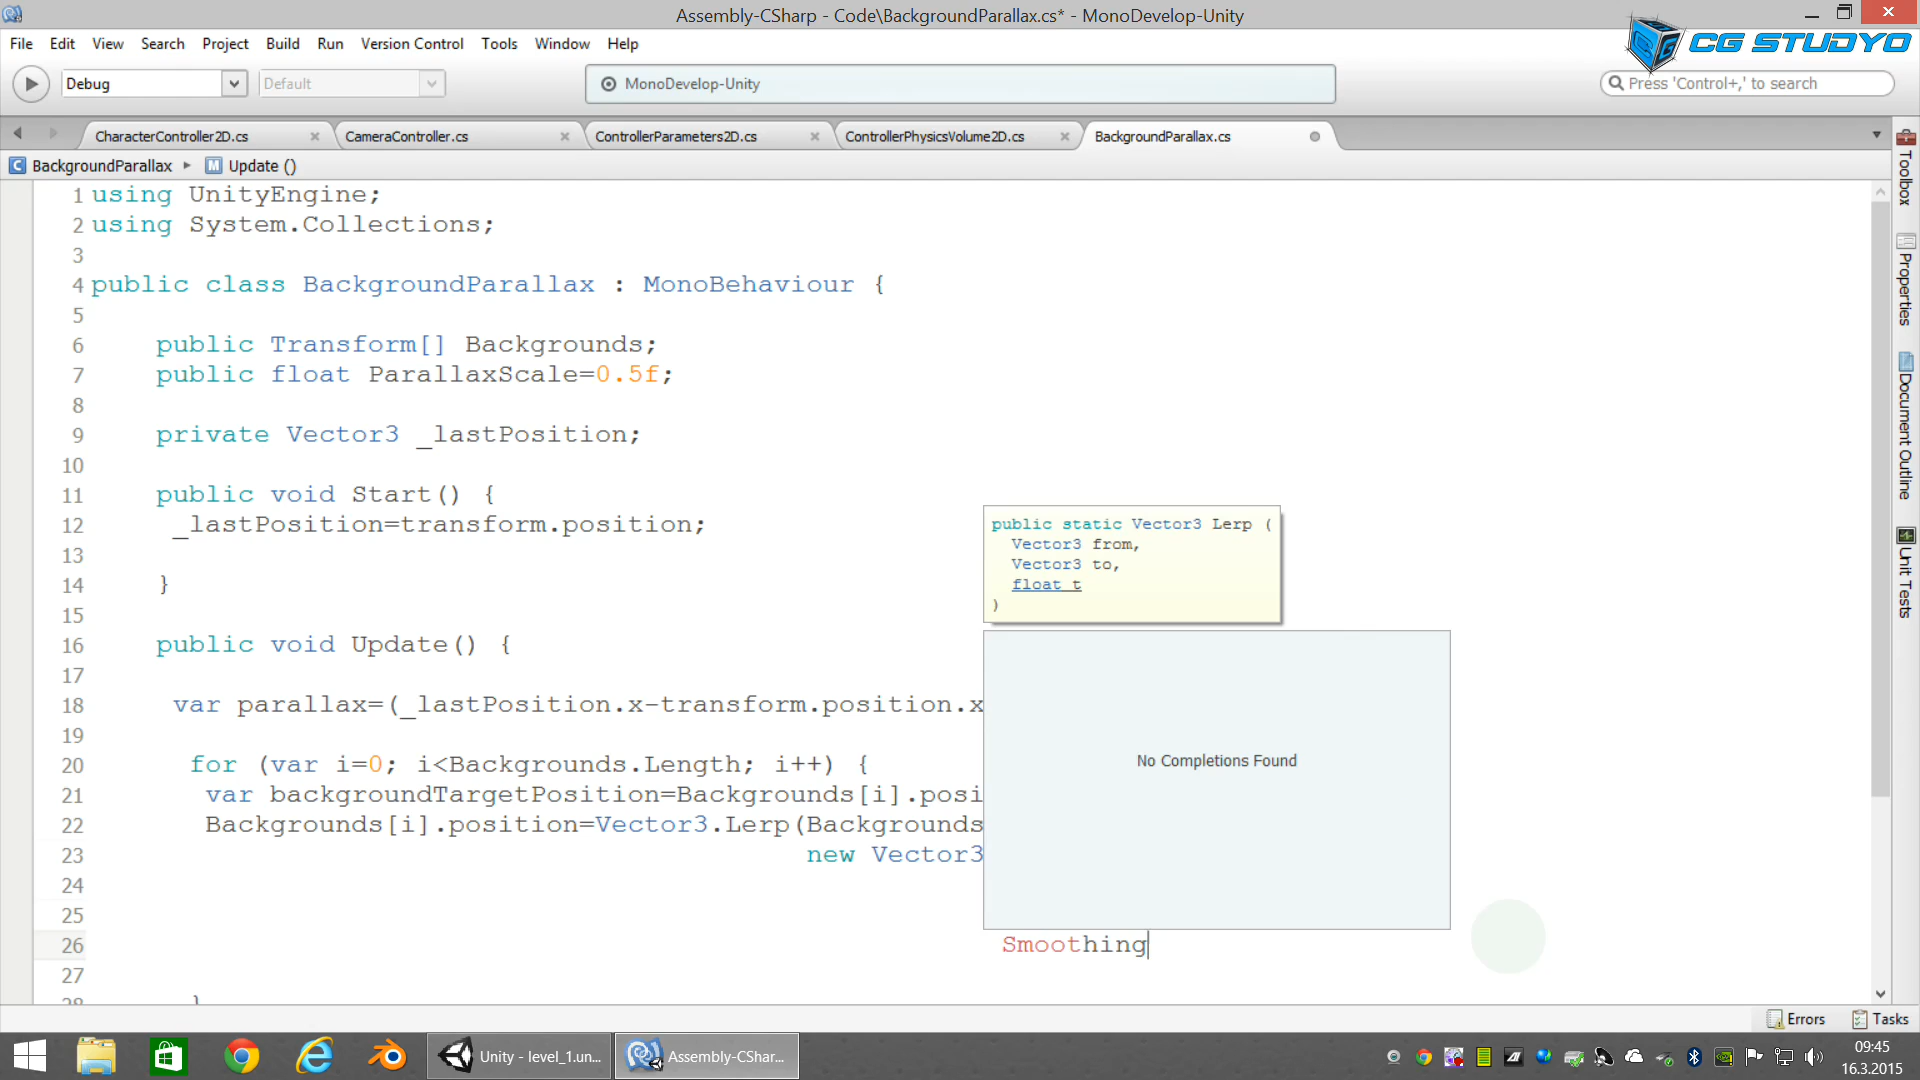 Assembly-CSharp - Code\BackgroundParallax.cs* - MonoDevelop-Unity
CG STUDYO
File Edit View Search Project Build Run Version Control Tools Window Help
Debug Default MonoDevelop-Unity Press 'Control+,' to search
CharacterController2D.cs CameraController.cs ControllerParameters2D.cs ControllerPhysicsVolume2D.cs BackgroundParallax.cs
BackgroundParallax Update ()
1 using UnityEngine;
2 using System.Collections;
3
4 public class BackgroundParallax : MonoBehaviour {
5
6 public Transform[] Backgrounds;
7 public float ParallaxScale=0.5f;
8
9 private Vector3 _lastPosition;
10
11 public void Start() {
12 _lastPosition=transform.position;
13
14 }
15
16 public void Update() {
17
18 var parallax=(_lastPosition.x-transform.position.x
19
20 for (var i=0; i<Backgrounds.Length; i++) {
21 var backgroundTargetPosition=Backgrounds[i].posi
22 Backgrounds[i].position=Vector3.Lerp(Backgrounds
23 new Vector3
24
25
26 Smoothing
27
28 }
public static Vector3 Lerp (
Vector3 from,
Vector3 to,
float t
)
No Completions Found
Toolbox
Properties
Document Outline
Unit Tests
Errors Tasks
Unity - level_1.un...
Assembly-CShar...
09:45
16.3.2015